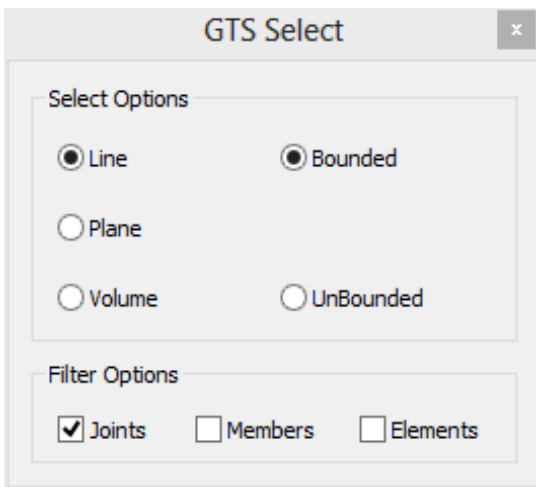 GTS Select
x
Select Options
Line Bounded
Plane
Volume UnBounded
Filter Options
Joints Members Elements